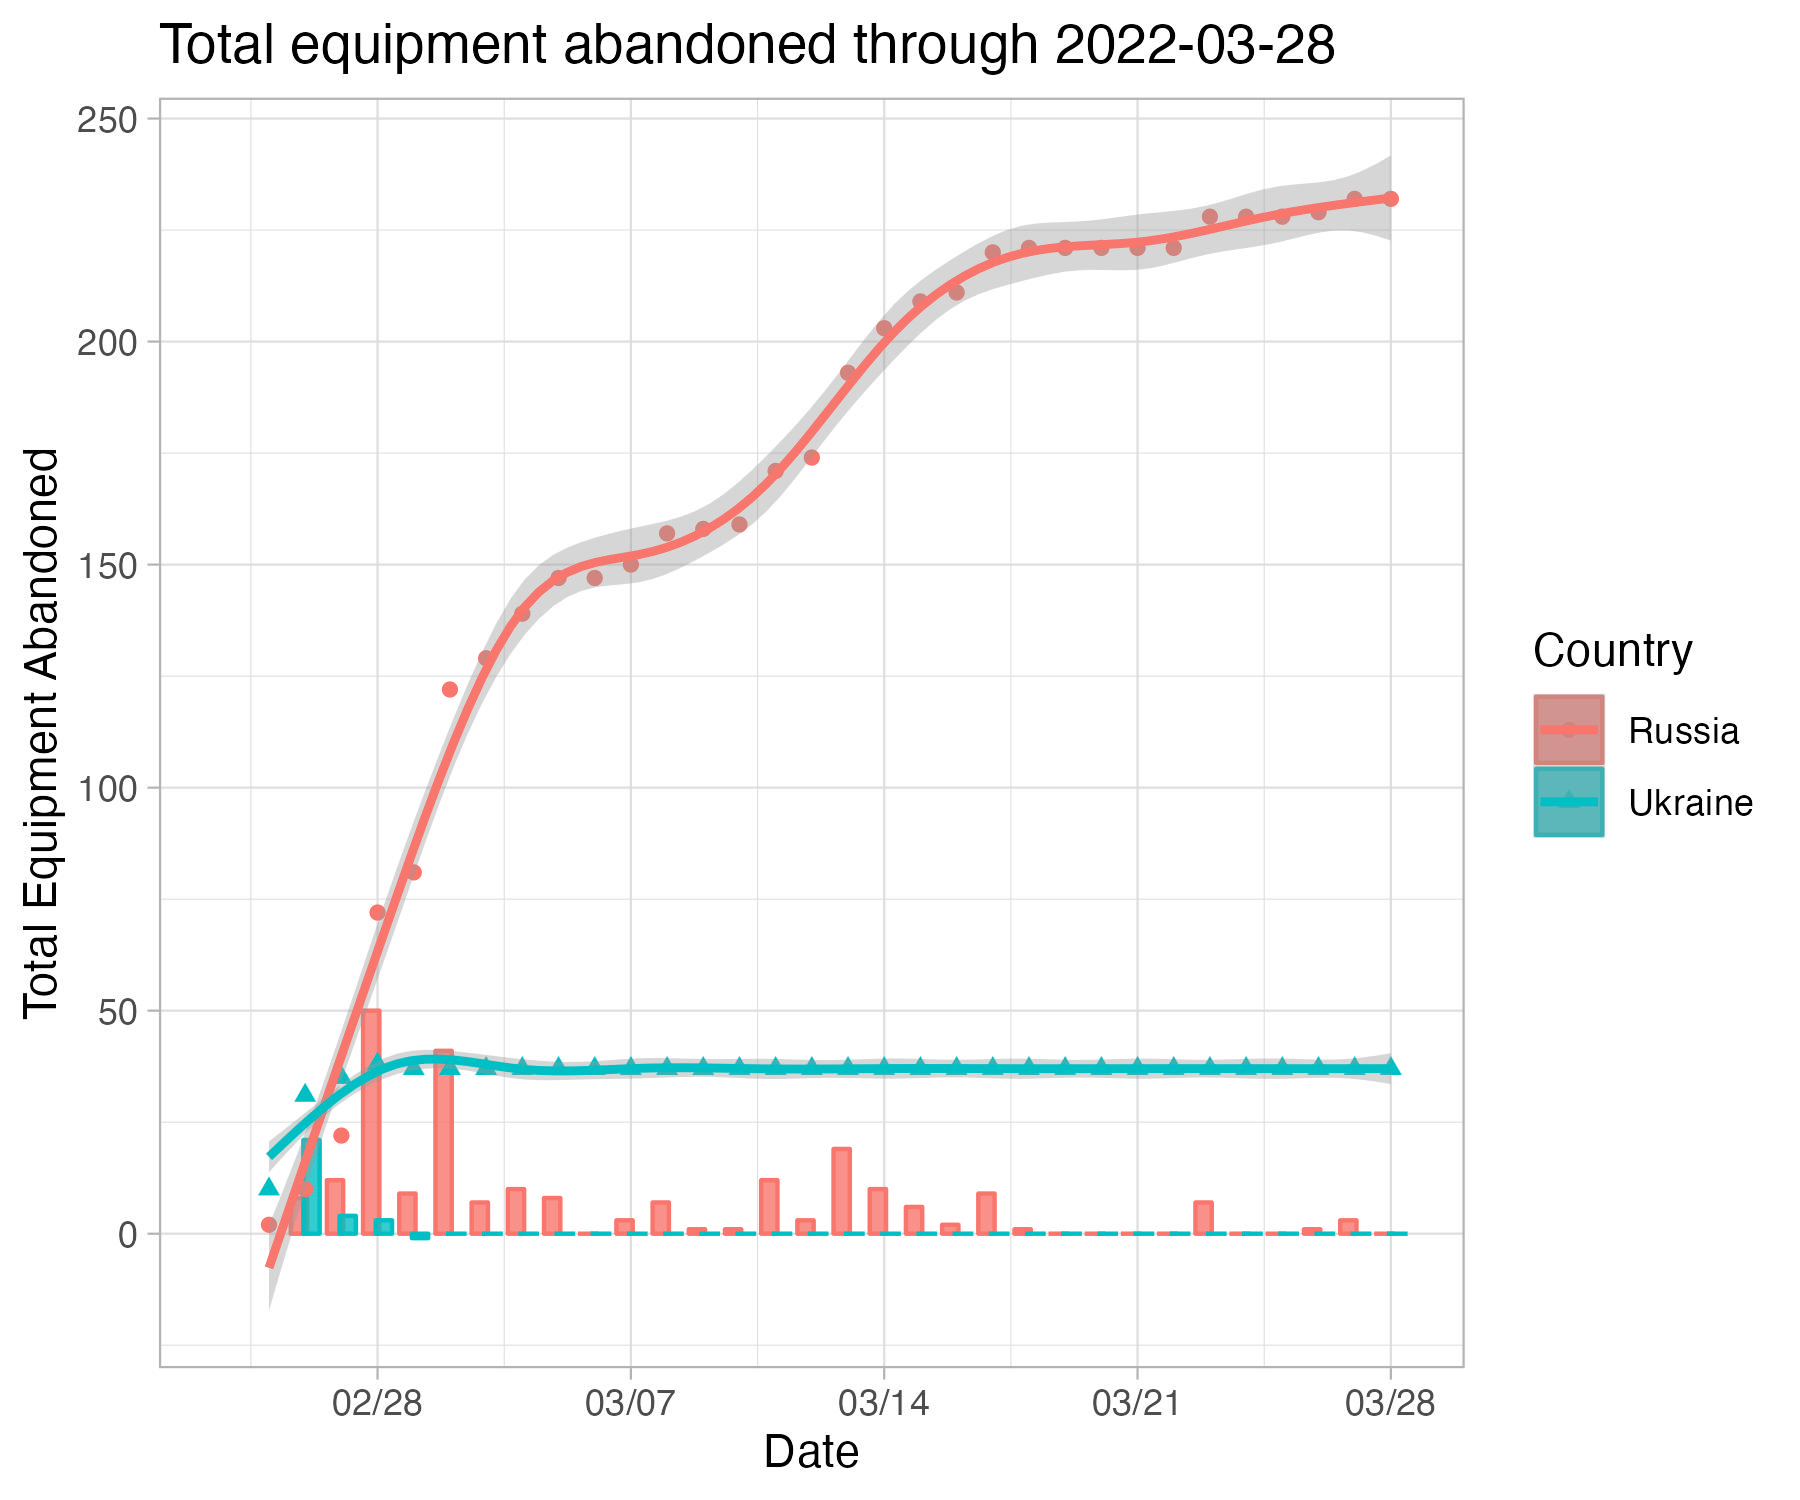 Total equipment abandoned through 2022-03-28
Total Equipment Abandoned
250
200
150
100
50
0
02/28 03/07 03/14 03/21 03/28
Date
Country
Russia
Ukraine